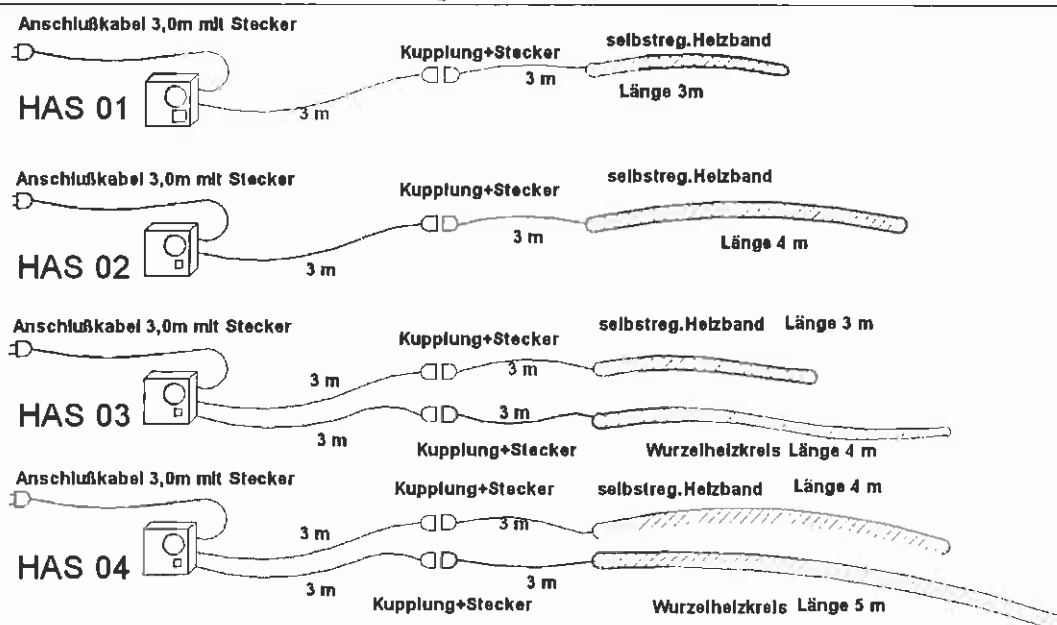 Anschlußkabel 3,0m mit Stecker
Kupplung+Stecker
selbstreg.Heizband
3 m
Länge 3m
HAS 01
3 m
Anschlußkabel 3,0m mit Stecker
Kupplung+Stecker
selbstreg.Heizband
3 m
Länge 4 m
HAS 02
3 m
Anschlußkabel 3,0m mit Stecker
Kupplung+Stecker
selbstreg.Heizband Länge 3 m
3 m
3 m
HAS 03
3 m
3 m
Kupplung+Stecker
Wurzelheizkreis Länge 4 m
Anschlußkabel 3,0m mit Stecker
Kupplung+Stecker
selbstreg.Heizband Länge 4 m
3 m
3 m
HAS 04
3 m
3 m
Kupplung+Stecker
Wurzelheizkreis Länge 5 m